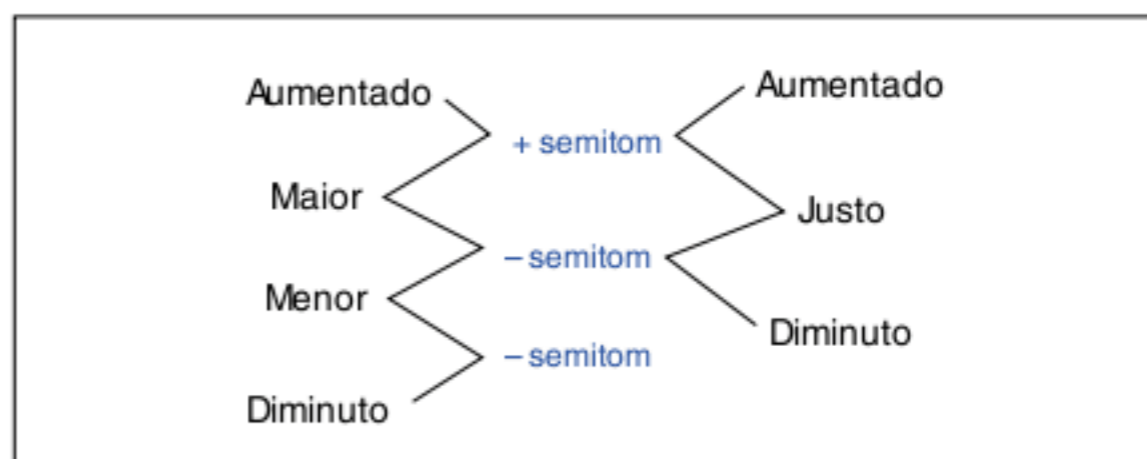 Aumentado
Aumentado
+ semitom
Maior
Justo
– semitom
Menor
Diminuto
– semitom
Diminuto